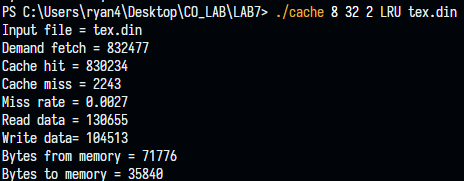 PS C:\Users\ryan4\Desktop\CO_LAB\LAB7> ./cache 8 32 2 LRU tex.din
Input file = tex.din
Demand fetch = 832477
Cache hit = 830234
Cache miss = 2243
Miss rate = 0.0027
Read data = 130655
Write data= 104513
Bytes from memory = 71776
Bytes to memory = 35840